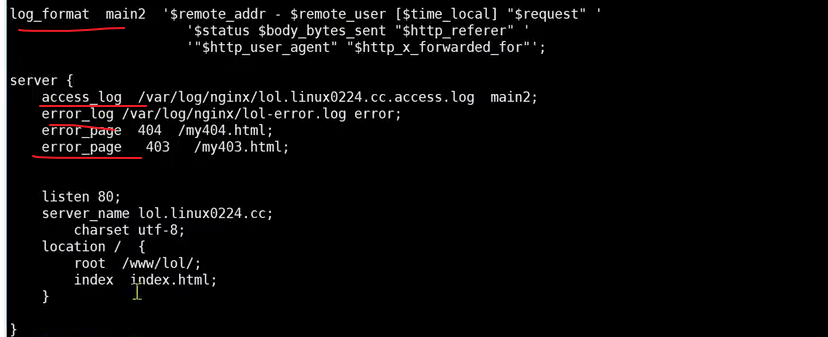 log_format  main2  '$remote_addr - $remote_user [$time_local] "$request" '
                      '$status $body_bytes_sent "$http_referer" '
                      '"$http_user_agent" "$http_x_forwarded_for"';
server {
    access_log  /var/log/nginx/lol.linux0224.cc.access.log  main2;
    error_log /var/log/nginx/lol-error.log error;
    error_page  404  /my404.html;
    error_page   403   /my403.html;
    listen 80;
    server_name lol.linux0224.cc;
        charset utf-8;
    location /  {
        root  /www/lol/;
        index  index.html;
    }
}